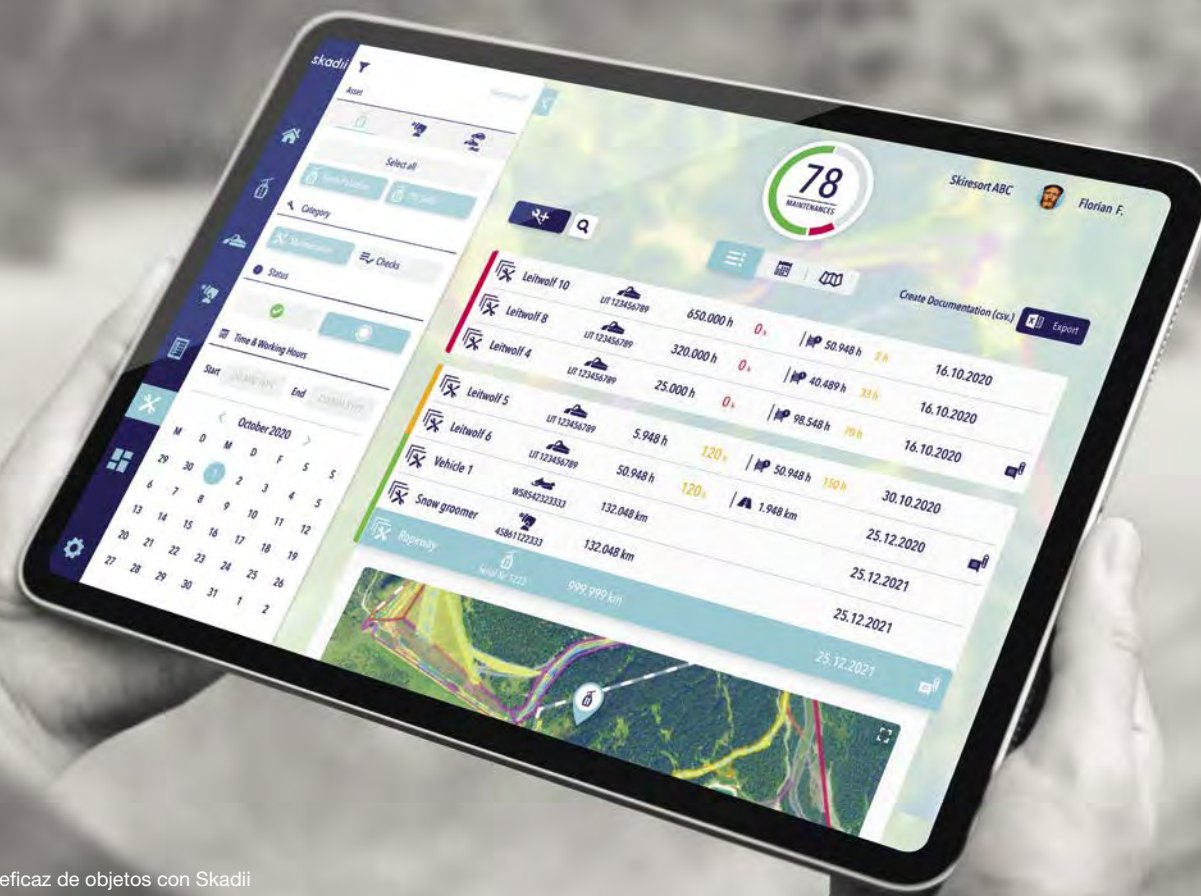 skadii
Asset
Select all
Category
Checks
Status
Time & Working Hours
Start
End
October 2020
M D M D F S S
29 30 1 2 3 4 5
6 7 8 9 10 11 12
13 14 15 16 17 18 19
20 21 22 23 24 25 26
27 28 29 30 31 1 2
78
MAINTENANCES
Skiresort ABC
Florian F.
Create Documentation (csv.)
Export
Leitwolf 10 LIT 123456789 650.000 h 0 h 50.948 h 2 h 16.10.2020
Leitwolf 8 LIT 123456789 320.000 h 0 h 40.489 h 33 h 16.10.2020
Leitwolf 4 LIT 123456789 25.000 h 0 h 98.548 h 70 h 16.10.2020
Leitwolf 5 LIT 123456789 5.948 h 120 h 50.948 h 150 h 30.10.2020
Leitwolf 6 LIT 123456789 50.948 h 120 h 1.948 km 25.12.2020
Vehicle 1 WS8542323333 132.048 km 25.12.2021
Snow groomer 45861122333 132.048 km 25.12.2021
Ropeway Serial Nr. 1223 999.999 km 25.12.2021
eficaz de objetos con Skadii